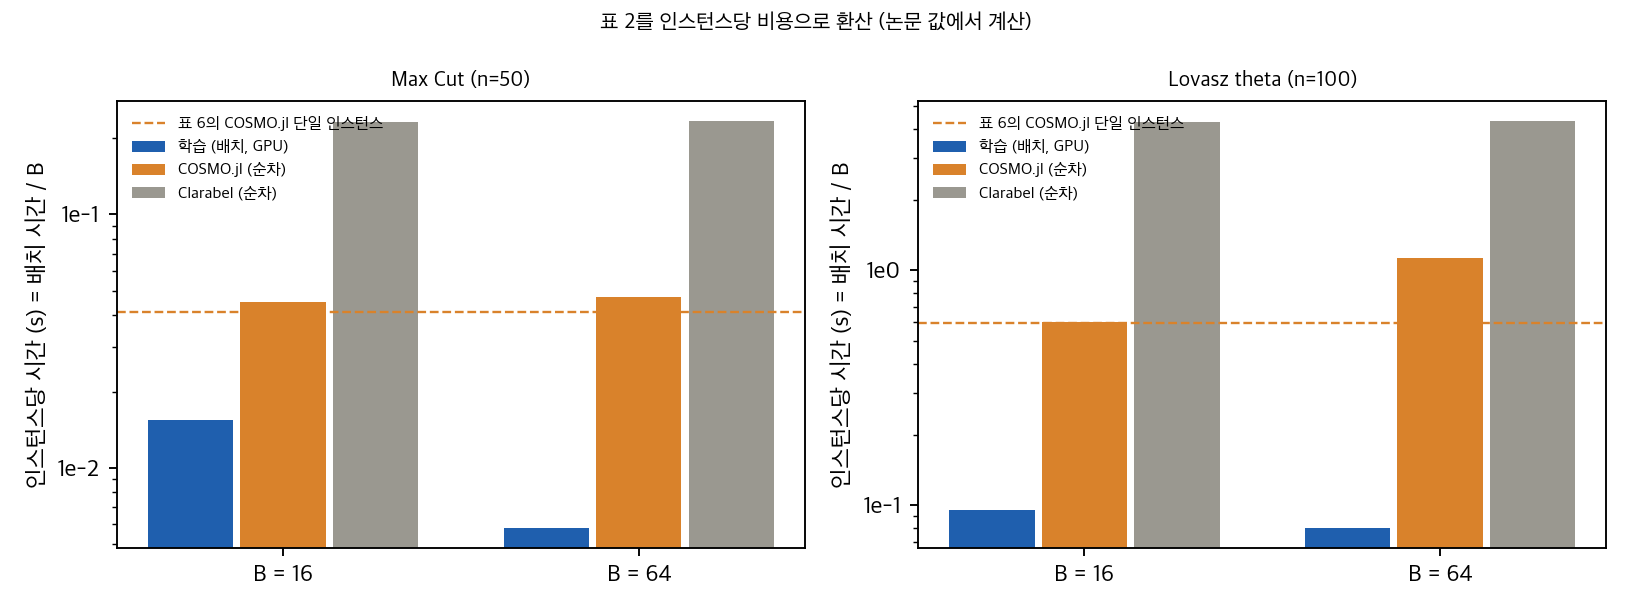 표 2를 인스턴스당 비용으로 환산 (논문 값에서 계산)
Max Cut (n=50)
인스턴스당 시간 (s) = 배치 시간 / B
1e-1
1e-2
표 6의 COSMO.jl 단일 인스턴스
학습 (배치, GPU)
COSMO.jl (순차)
Clarabel (순차)
B = 16
B = 64
Lovasz theta (n=100)
인스턴스당 시간 (s) = 배치 시간 / B
1e0
1e-1
표 6의 COSMO.jl 단일 인스턴스
학습 (배치, GPU)
COSMO.jl (순차)
Clarabel (순차)
B = 16
B = 64